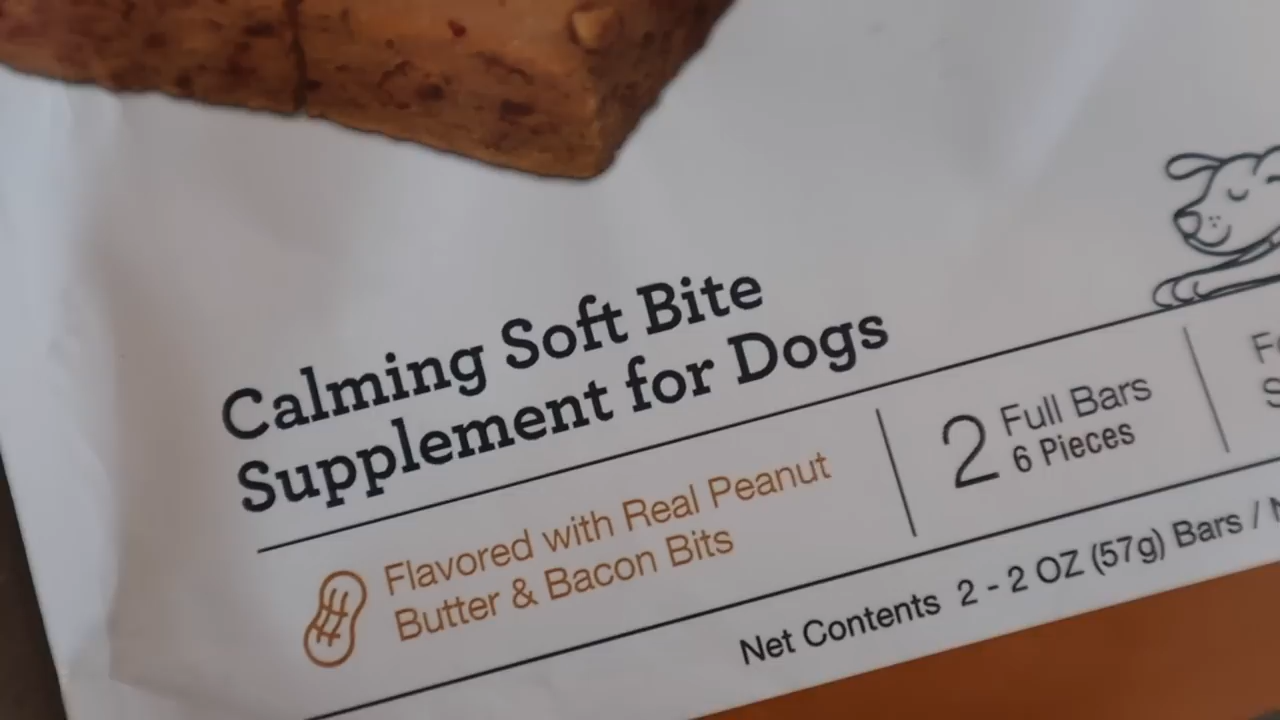 Calming Soft Bite
Supplement for Dogs
Flavored with Real Peanut
Butter & Bacon Bits
2 Full Bars
6 Pieces
Net Contents 2 - 2 OZ (57g) Bars /